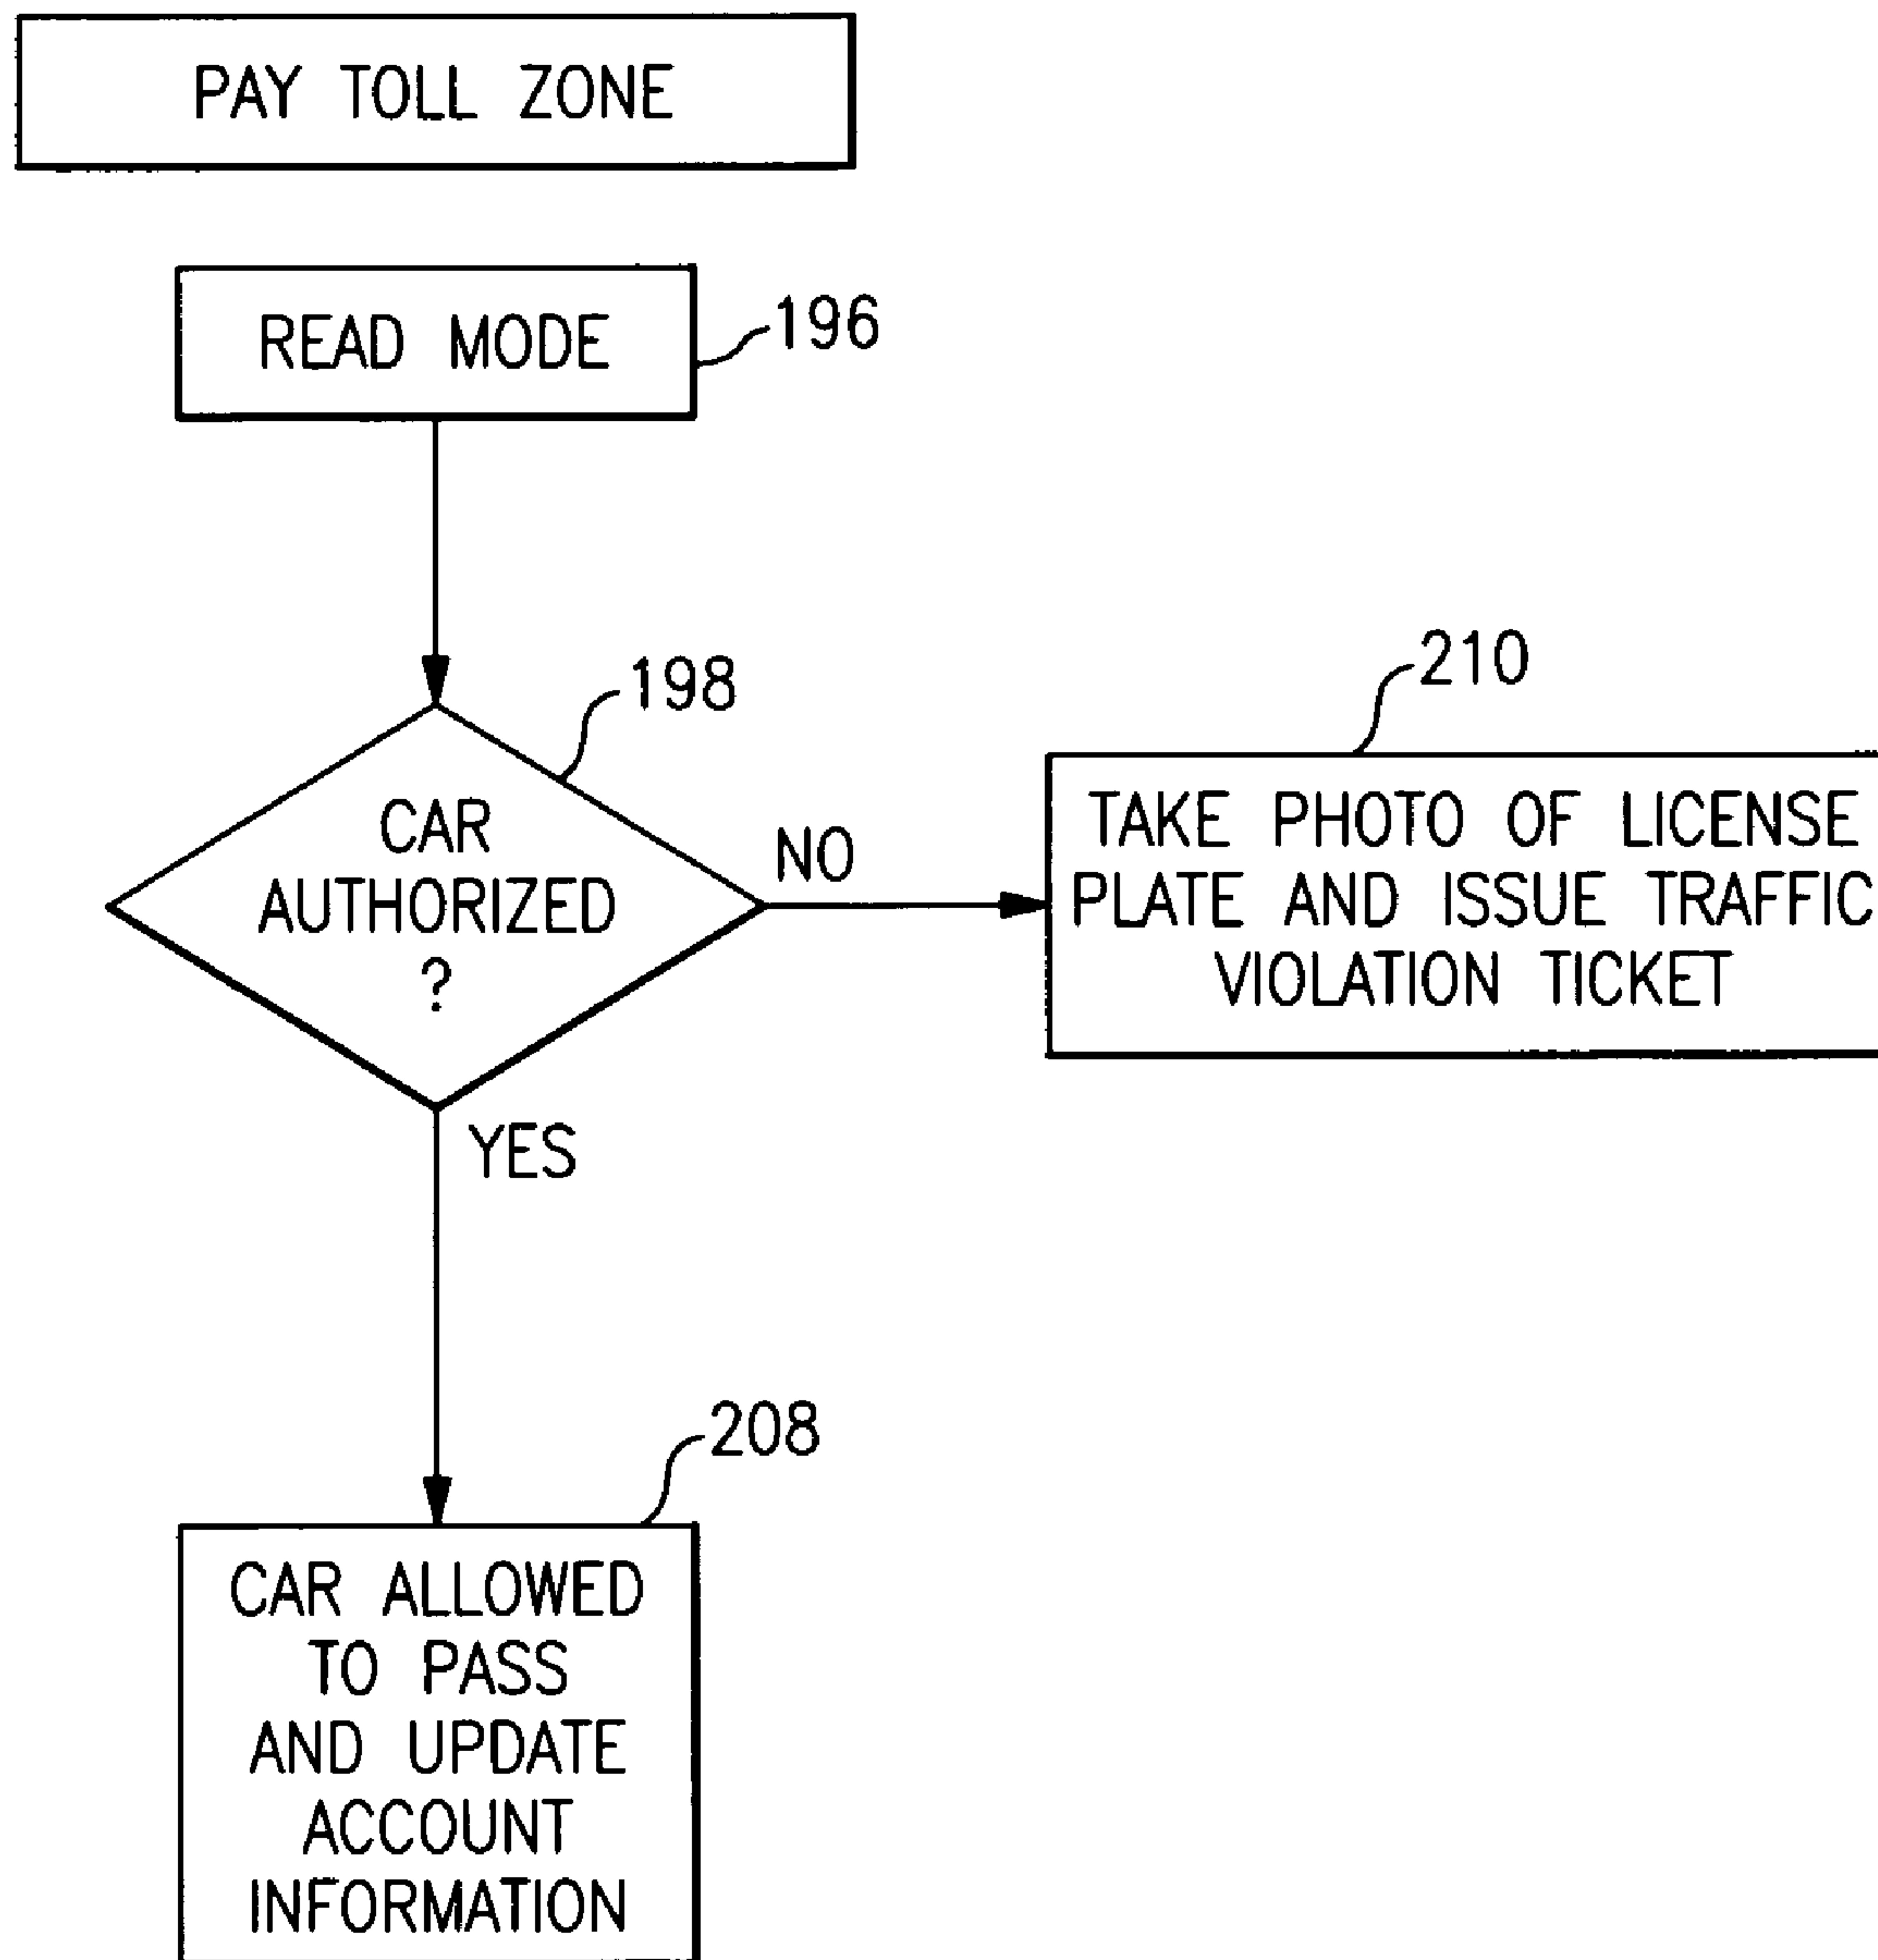 PAY TOLL ZONE
READ MODE
196
198
CAR
AUTHORIZED
?
NO
210
TAKE PHOTO OF LICENSE
PLATE AND ISSUE TRAFFIC
VIOLATION TICKET
YES
208
CAR ALLOWED
TO PASS
AND UPDATE
ACCOUNT
INFORMATION